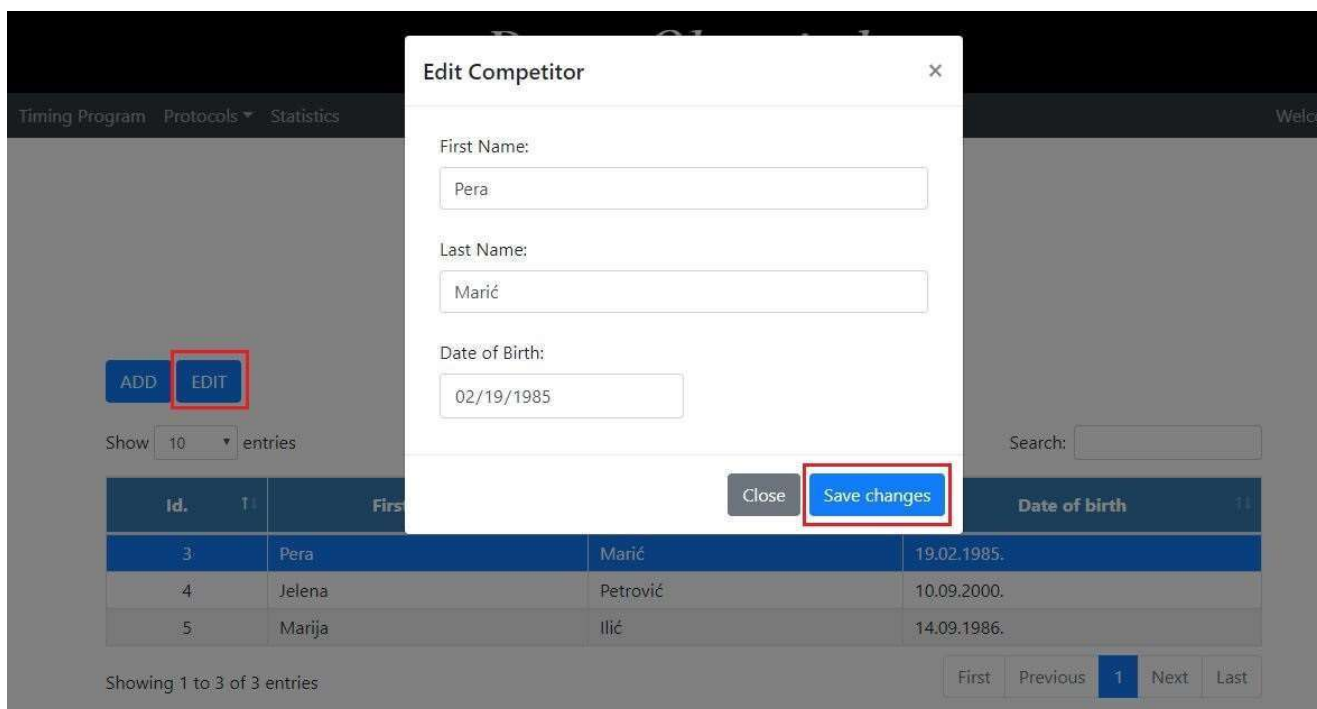 Edit Competitor ×
Timing Program Protocols Statistics
First Name:
Pera
Last Name:
Marić
Date of Birth:
02/19/1985
ADD EDIT
Show 10 entries Search:
Close Save changes
Id. Date of birth
3 Pera Marić 19.02.1985.
4 Jelena Petrović 10.09.2000.
5 Marija Ilić 14.09.1986.
Showing 1 to 3 of 3 entries First Previous 1 Next Last